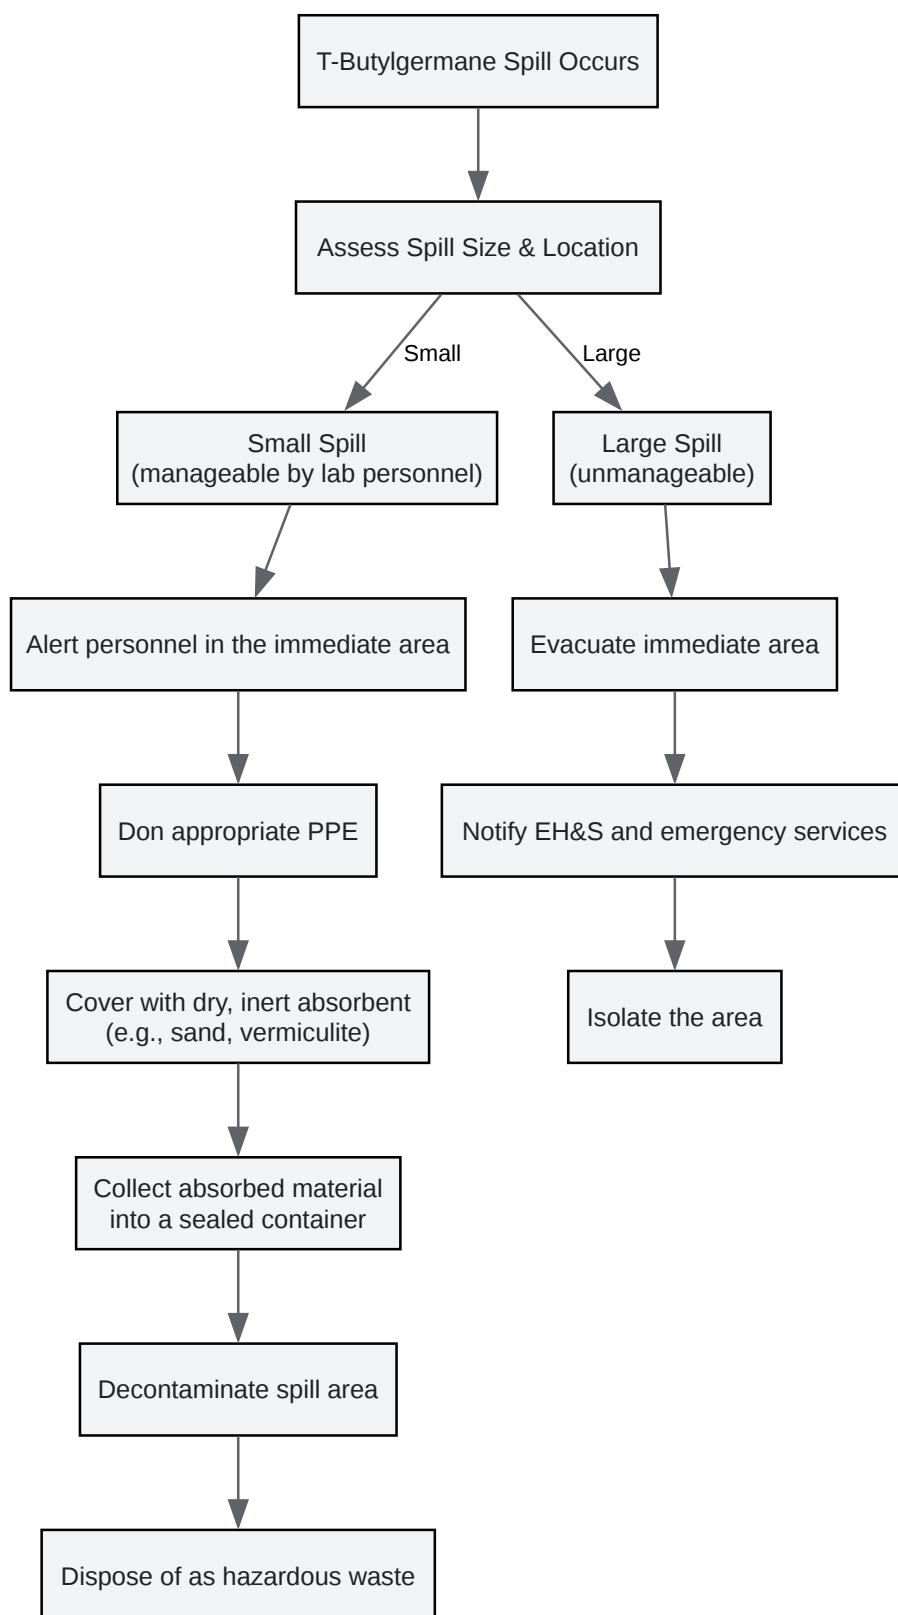 T-Butylgermane Spill Occurs
Assess Spill Size & Location
Small
Large
Small Spill
(manageable by lab personnel)
Large Spill
(unmanageable)
Alert personnel in the immediate area
Evacuate immediate area
Don appropriate PPE
Notify EH&S and emergency services
Cover with dry, inert absorbent
(e.g., sand, vermiculite)
Isolate the area
Collect absorbed material
into a sealed container
Decontaminate spill area
Dispose of as hazardous waste